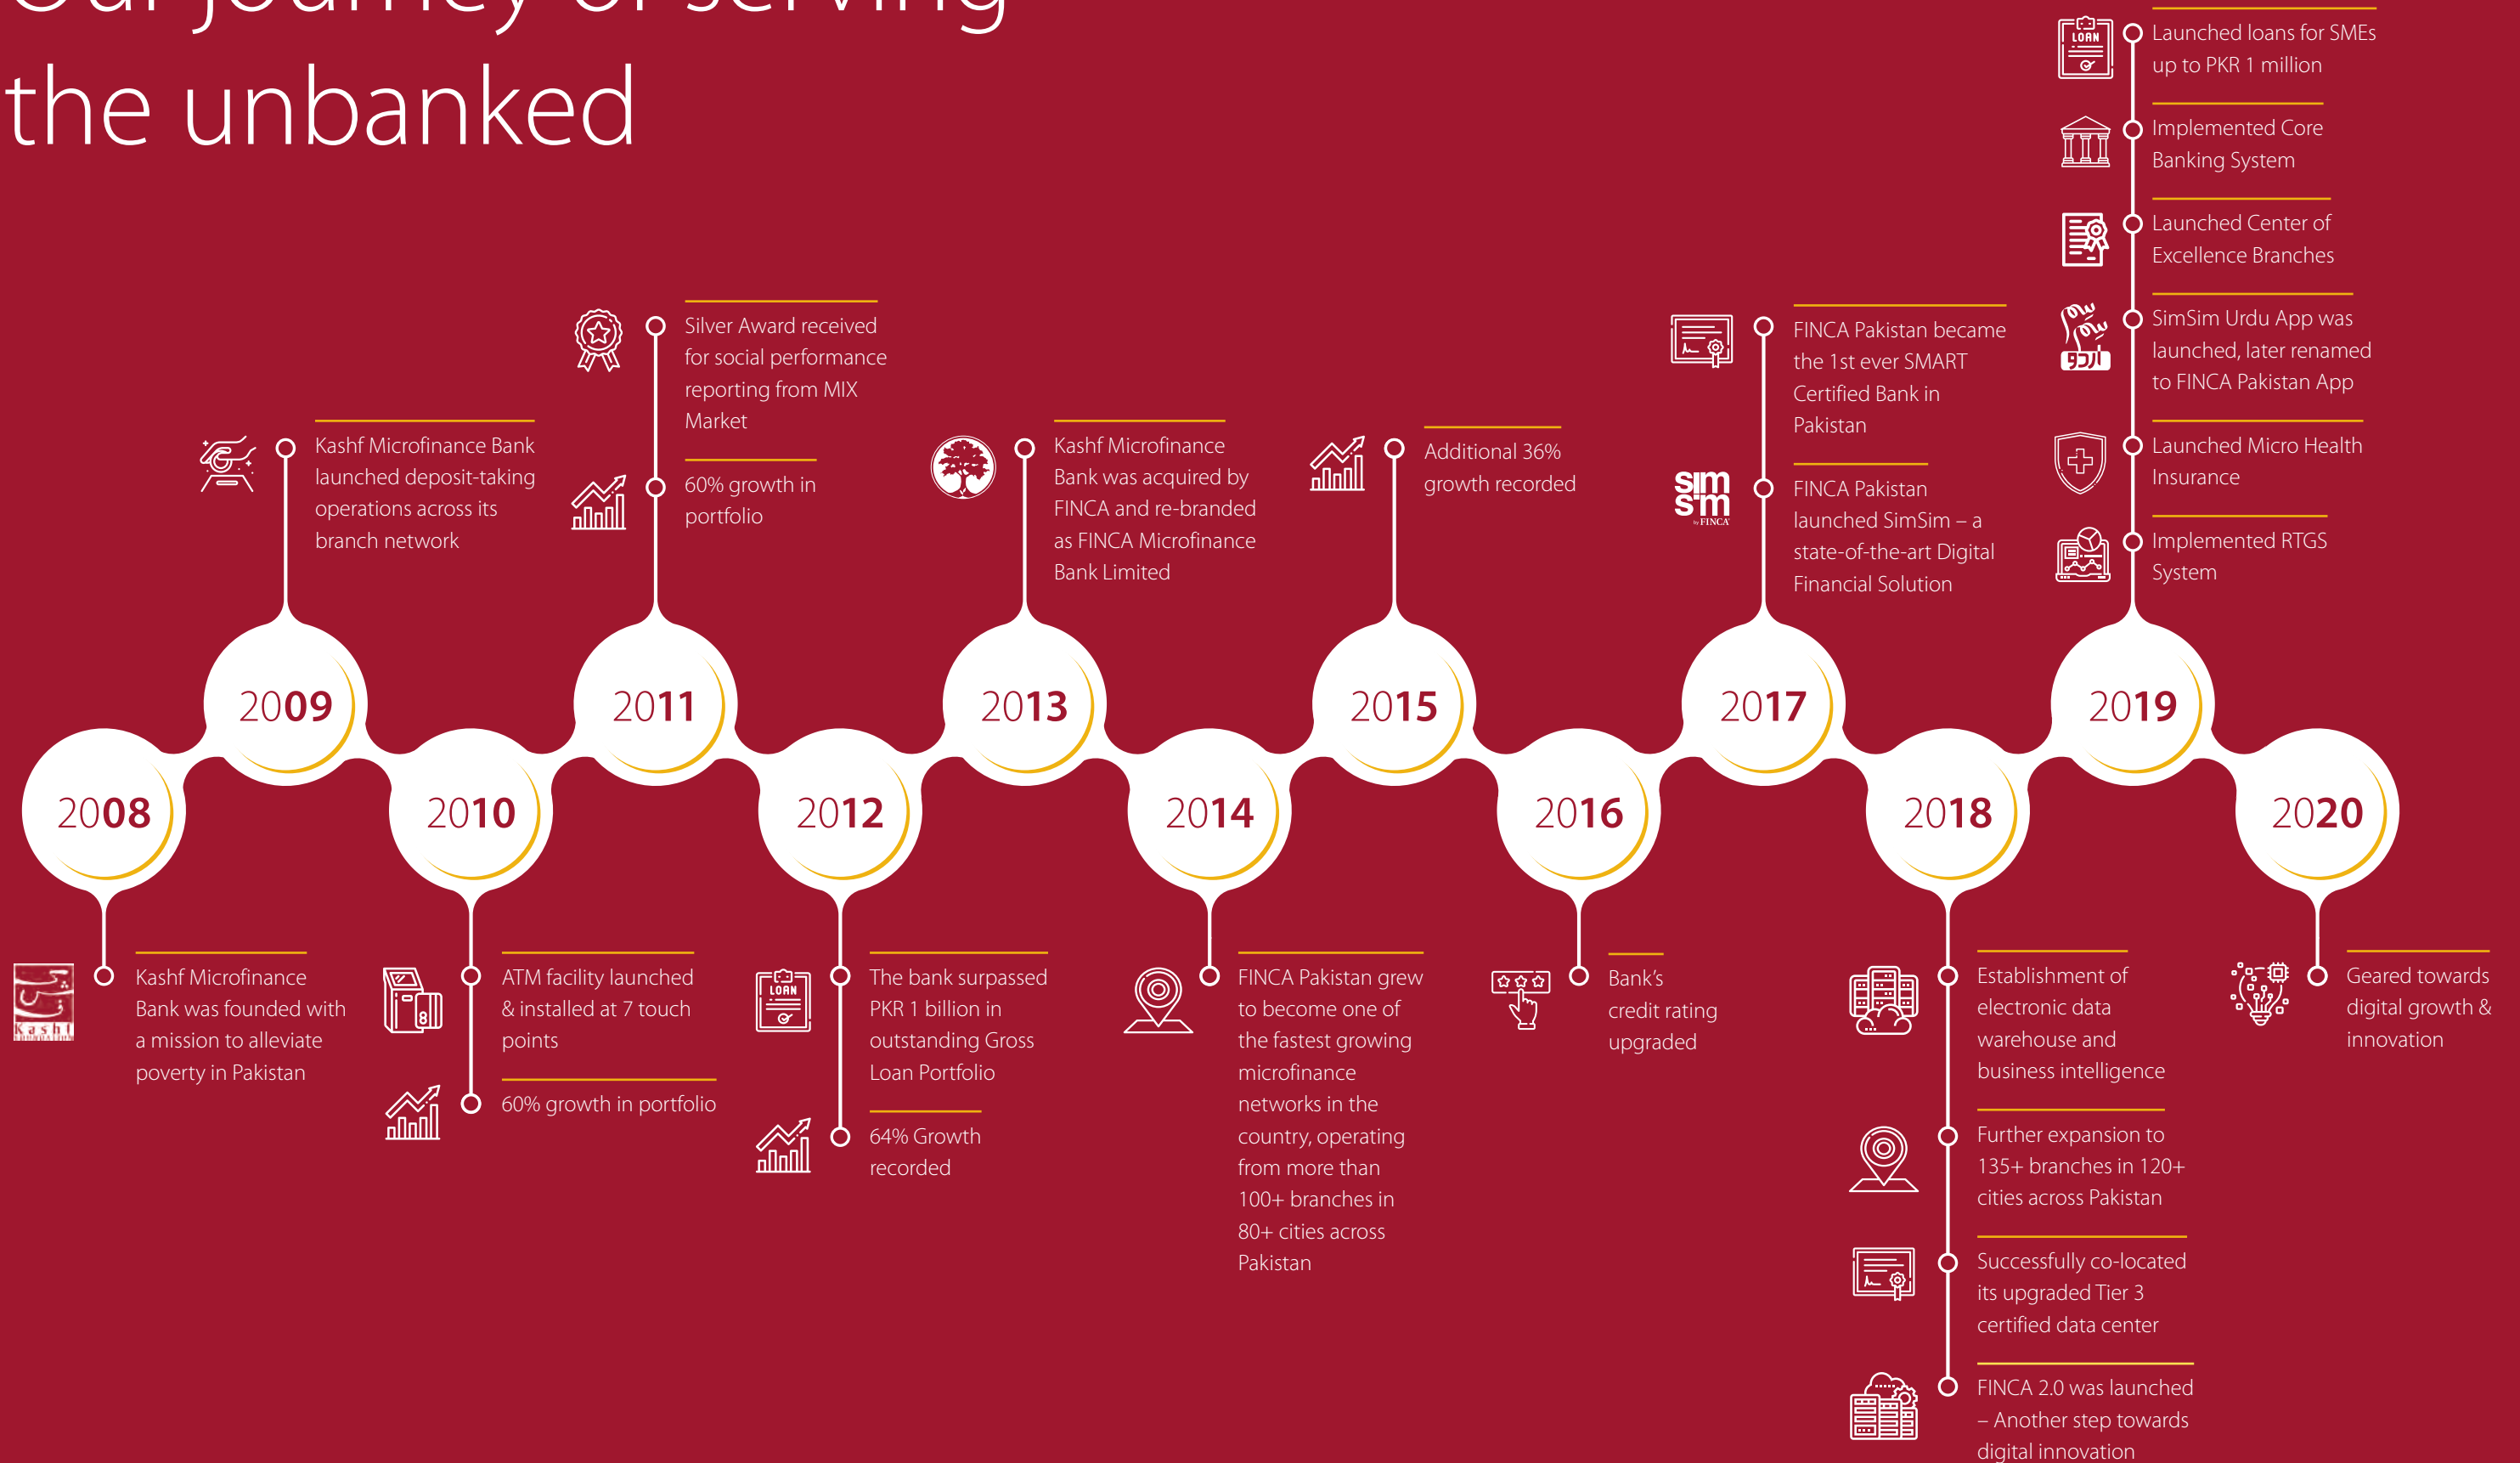 Our journey of serving
the unbanked
2008
Kashf
Kashf Microfinance
Bank was founded with
a mission to alleviate
poverty in Pakistan
2009
Kashf Microfinance Bank
launched deposit-taking
operations across its
branch network
2010
ATM facility launched
& installed at 7 touch
points
60% growth in portfolio
2011
Silver Award received
for social performance
reporting from MIX
Market
60% growth in
portfolio
2012
LOAN
The bank surpassed
PKR 1 billion in
outstanding Gross
Loan Portfolio
64% Growth
recorded
2013
Kashf Microfinance
Bank was acquired by
FINCA and re-branded
as FINCA Microfinance
Bank Limited
2014
FINCA Pakistan grew
to become one of
the fastest growing
microfinance
networks in the
country, operating
from more than
100+ branches in
80+ cities across
Pakistan
2015
Additional 36%
growth recorded
2016
Bank’s
credit rating
upgraded
2017
FINCA Pakistan became
the 1st ever SMART
Certified Bank in
Pakistan
sim
sim
by FINCA
FINCA Pakistan
launched SimSim – a
state-of-the-art Digital
Financial Solution
2018
Establishment of
electronic data
warehouse and
business intelligence
Further expansion to
135+ branches in 120+
cities across Pakistan
Successfully co-located
its upgraded Tier 3
certified data center
FINCA 2.0 was launched
– Another step towards
digital innovation
2019
LOAN
Launched loans for SMEs
up to PKR 1 million
Implemented Core
Banking System
Launched Center of
Excellence Branches
اردو
SimSim Urdu App was
launched, later renamed
to FINCA Pakistan App
Launched Micro Health
Insurance
Implemented RTGS
System
2020
Geared towards
digital growth &
innovation